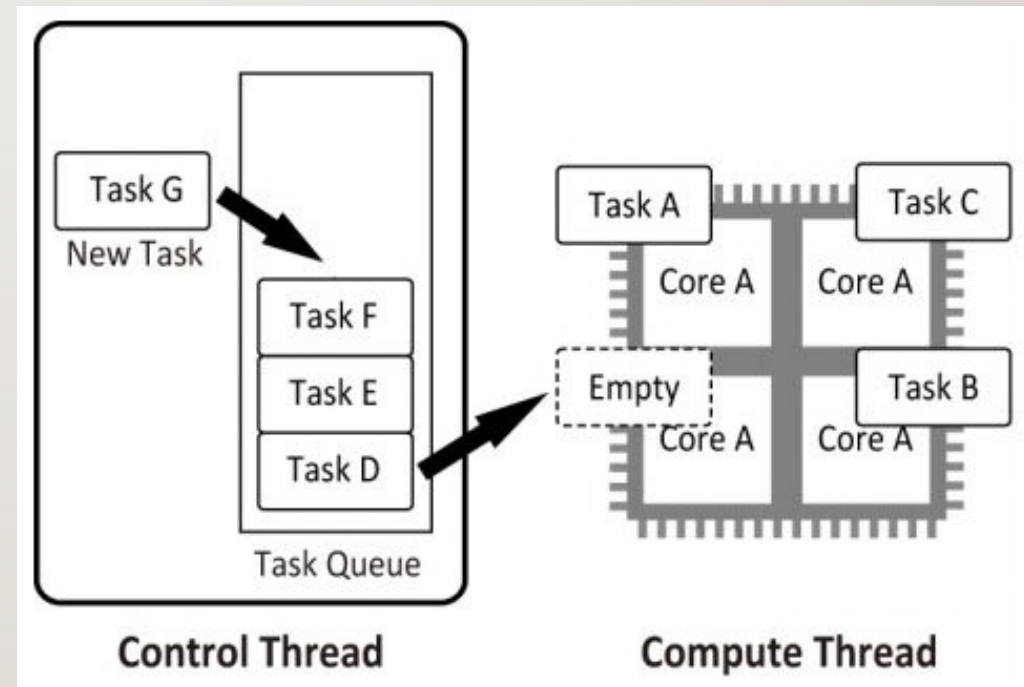 Task G
New Task
Task F
Task E
Task D
Task Queue
Control Thread
Task A
Task C
Core A
Core A
Empty
Task B
Core A
Core A
Compute Thread